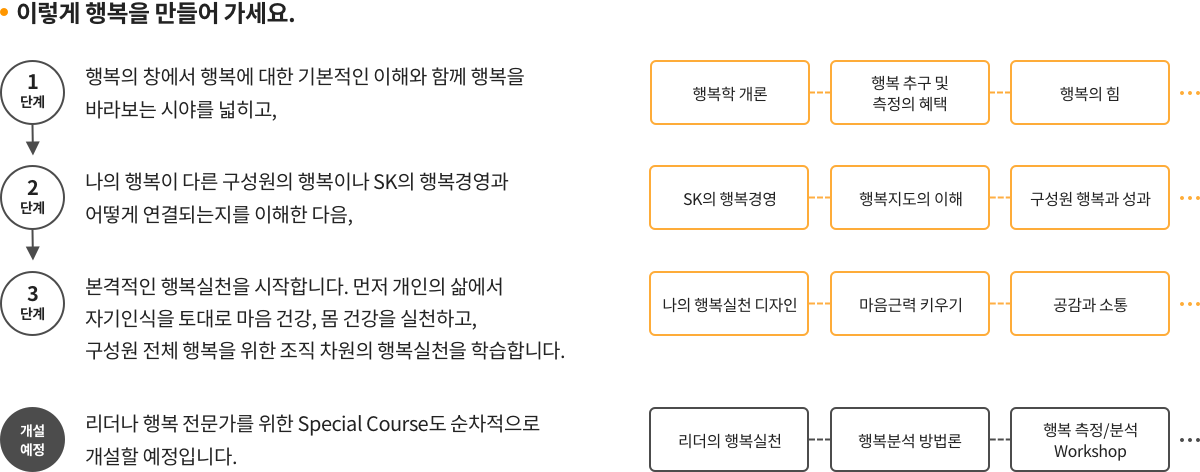 이렇게 행복을 만들어 가세요.
1
단계
행복의 창에서 행복에 대한 기본적인 이해와 함께 행복을
바라보는 시야를 넓히고,
행복학 개론
행복 추구 및
측정의 혜택
행복의 힘
2
단계
나의 행복이 다른 구성원의 행복이나 SK의 행복경영과
어떻게 연결되는지를 이해한 다음,
SK의 행복경영
행복지도의 이해
구성원 행복과 성과
3
단계
본격적인 행복실천을 시작합니다. 먼저 개인의 삶에서
자기인식을 토대로 마음 건강, 몸 건강을 실천하고,
구성원 전체 행복을 위한 조직 차원의 행복실천을 학습합니다.
나의 행복실천 디자인
마음근력 키우기
공감과 소통
개설
예정
리더나 행복 전문가를 위한 Special Course도 순차적으로
개설할 예정입니다.
리더의 행복실천
행복분석 방법론
행복 측정/분석
Workshop